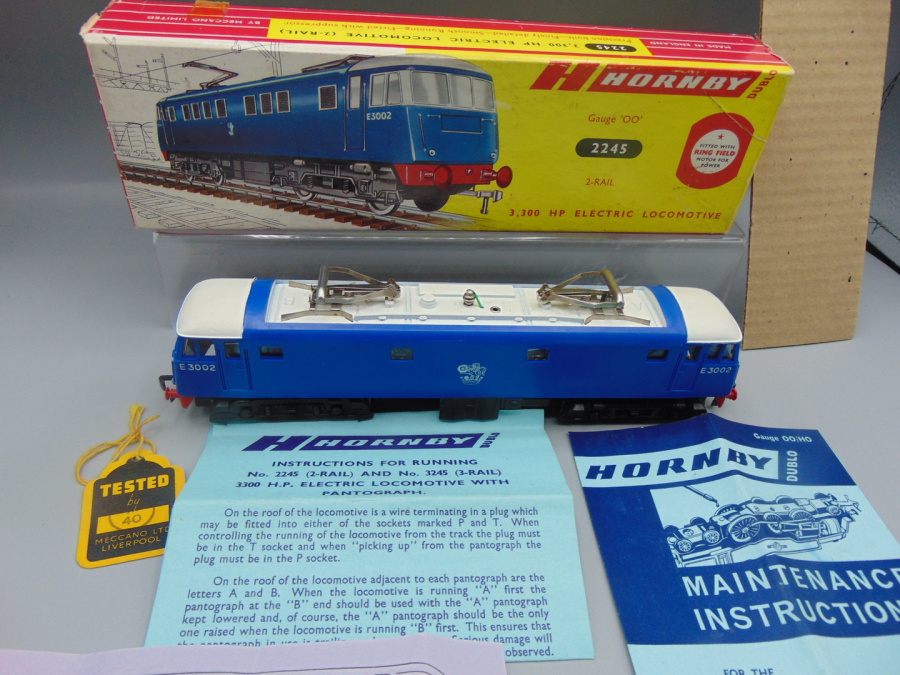 BY MECCANO LIMITED
MADE IN ENGLAND
2245 3,300 HP ELECTRIC LOCOMOTIVE (2-RAIL)
HORNBY
DUBLO
Gauge 'OO'
2245
2-RAIL
FITTED WITH
RING FIELD
MOTOR FOR
POWER
3,300 HP ELECTRIC LOCOMOTIVE
E3002
E3002
E3002
TESTED
by
40
MECCANO LTD
LIVERPOOL
HORNBY DUBLO
INSTRUCTIONS FOR RUNNING
No. 2245 (2-RAIL) AND No. 3245 (3-RAIL)
3300 H.P. ELECTRIC LOCOMOTIVE WITH
PANTOGRAPH.
On the roof of the locomotive is a wire terminating in a plug which
may be fitted into either of the sockets marked P and T. When
controlling the running of the locomotive from the track the plug must
be in the T socket and when "picking up" from the pantograph the
plug must be in the P socket.
On the roof of the locomotive adjacent to each pantograph are the
letters A and B. When the locomotive is running "A" first the
pantograph at the "B" end should be used with the "A" pantograph
kept lowered and, of course, the "A" pantograph should be the only
one raised when the locomotive is running "B" first. This ensures that
the pantograph in use is Serious damage will
observed.
Gauge OO/HO
HORNBY
DUBLO
MAINTENANCE
INSTRUCTION
FOR THE